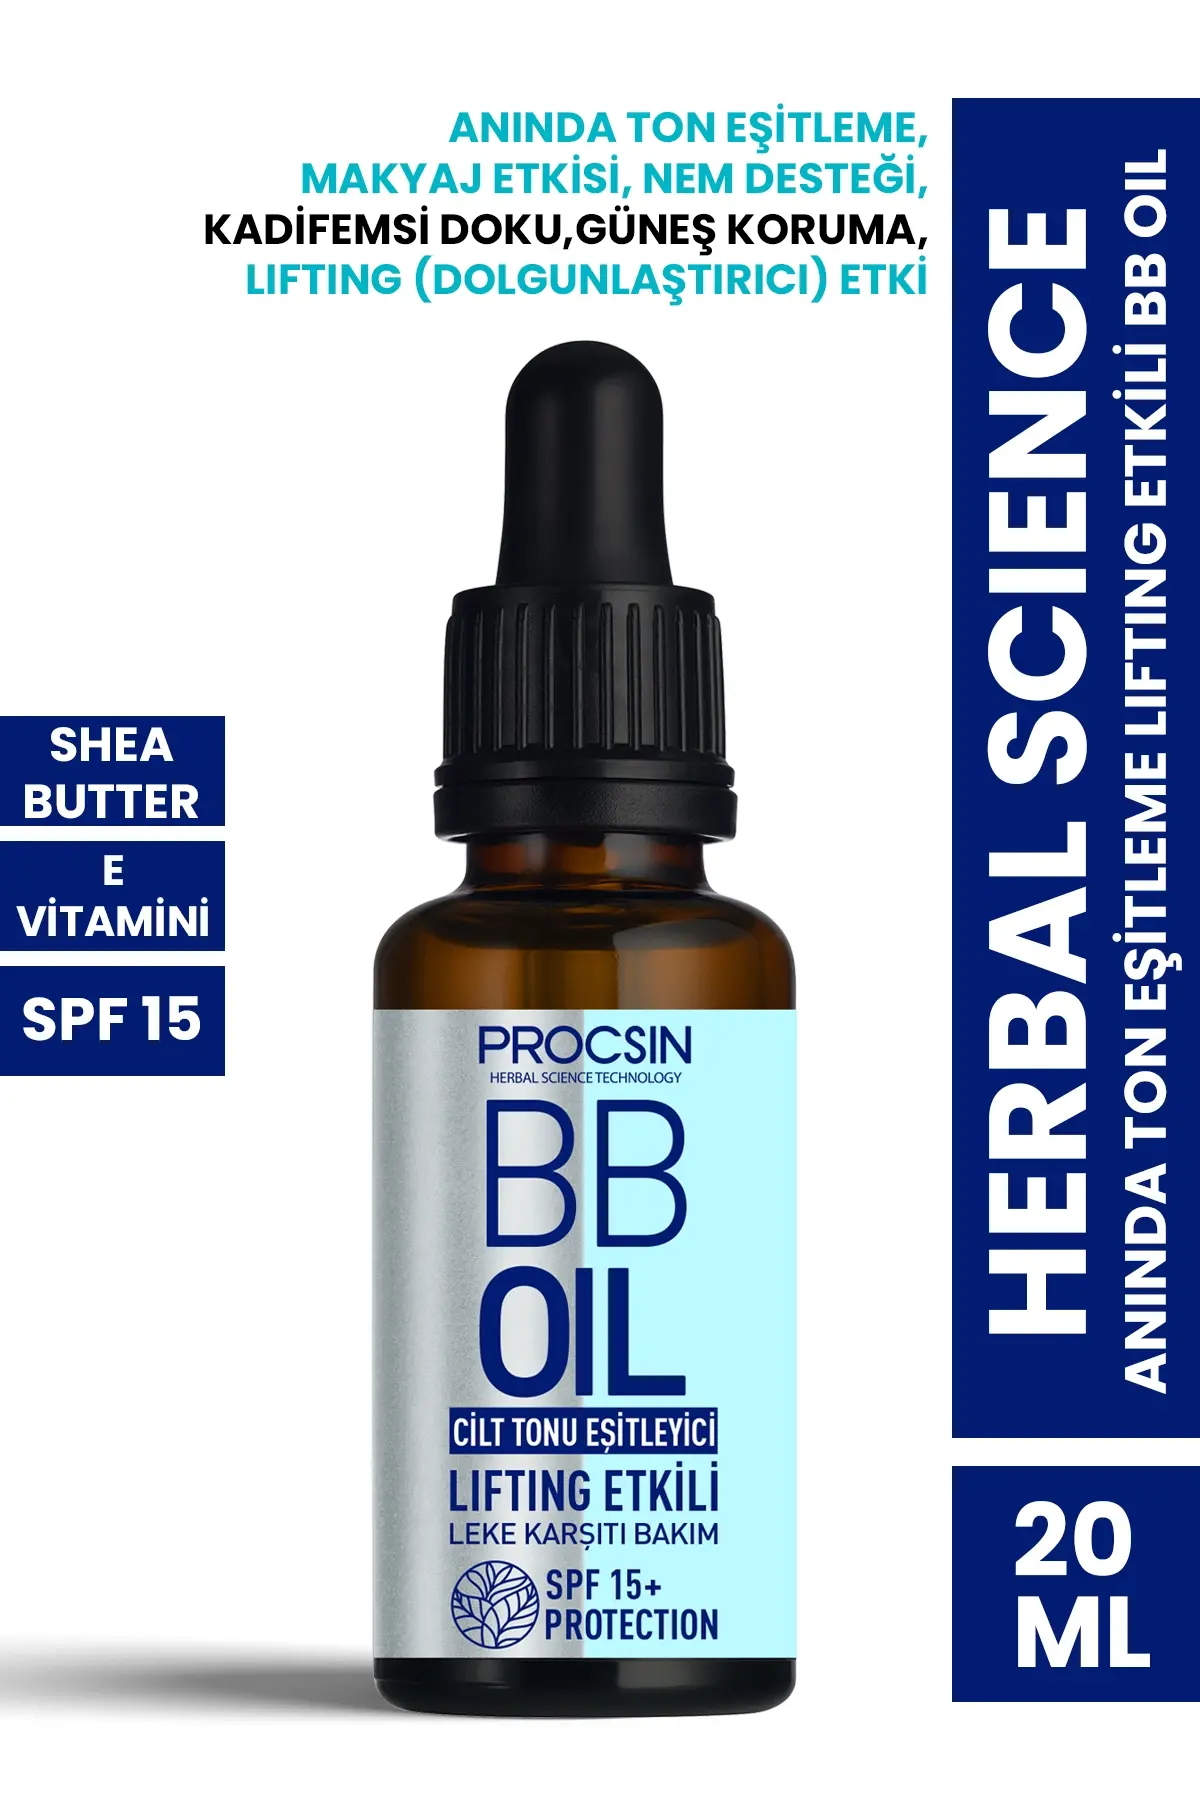 ANINDA TON EŞİTLEME,
MAKYAJ ETKİSİ, NEM DESTEĞİ,
KADİFEMSİ DOKU,GÜNEŞ KORUMA,
LIFTING (DOLGUNLAŞTIRICI) ETKİ
SHEA
BUTTER
E
VİTAMİNİ
SPF 15
PROCSIN
HERBAL SCIENCE TECHNOLOGY
BB
OIL
CİLT TONU EŞİTLEYİCİ
LIFTING ETKİLİ
LEKE KARŞITI BAKIM
SPF 15+
PROTECTION
HERBAL SCIENCE
ANINDA TON EŞİTLEME LIFTING ETKİLİ BB OIL
20
ML